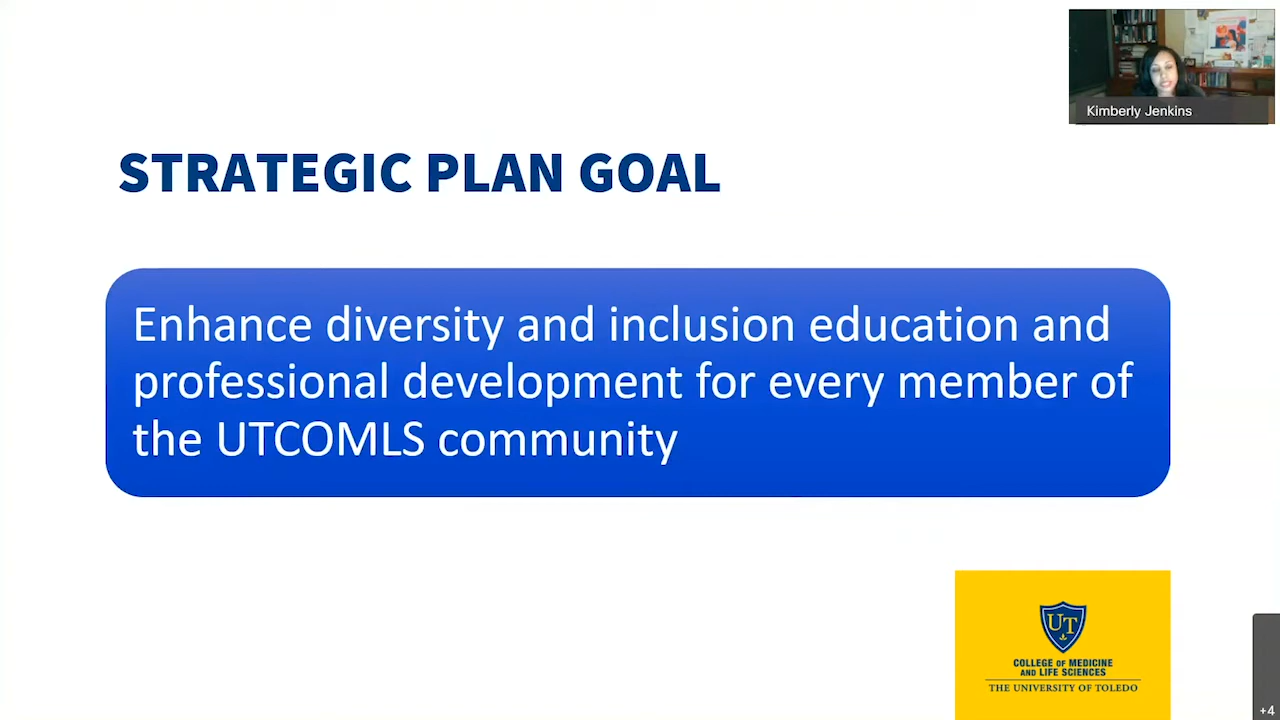 Kimberly Jenkins
STRATEGIC PLAN GOAL
Enhance diversity and inclusion education and
professional development for every member of
the UTCOMLS community
UT
COLLEGE OF MEDICINE
AND LIFE SCIENCES
THE UNIVERSITY OF TOLEDO
+4